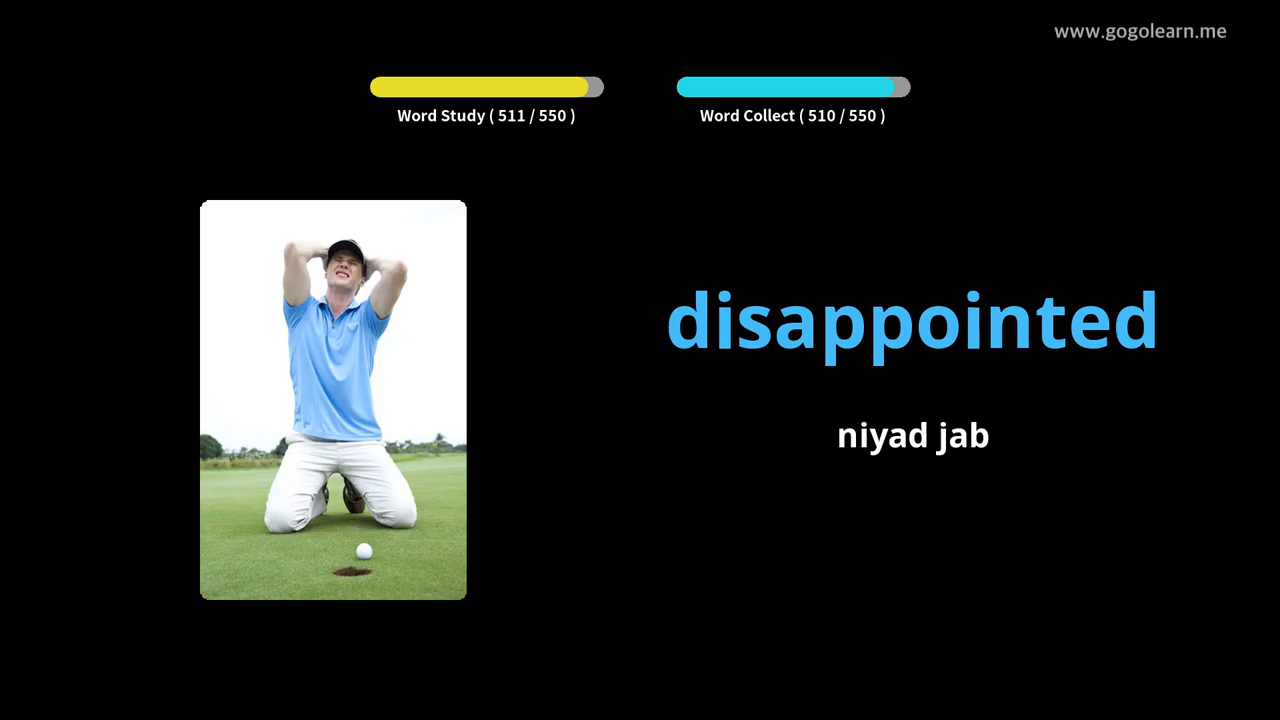 www.gogolearn.me
Word Study ( 511 / 550 )
Word Collect ( 510 / 550 )
disappointed
niyad jab